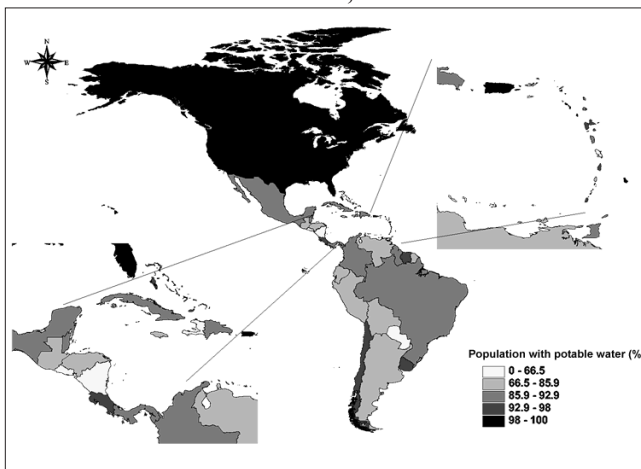 N
W E
S
Population with potable water (%
0 - 66.5
66.5 - 85.9
85.9 - 92.9
92.9 - 98
98 - 100